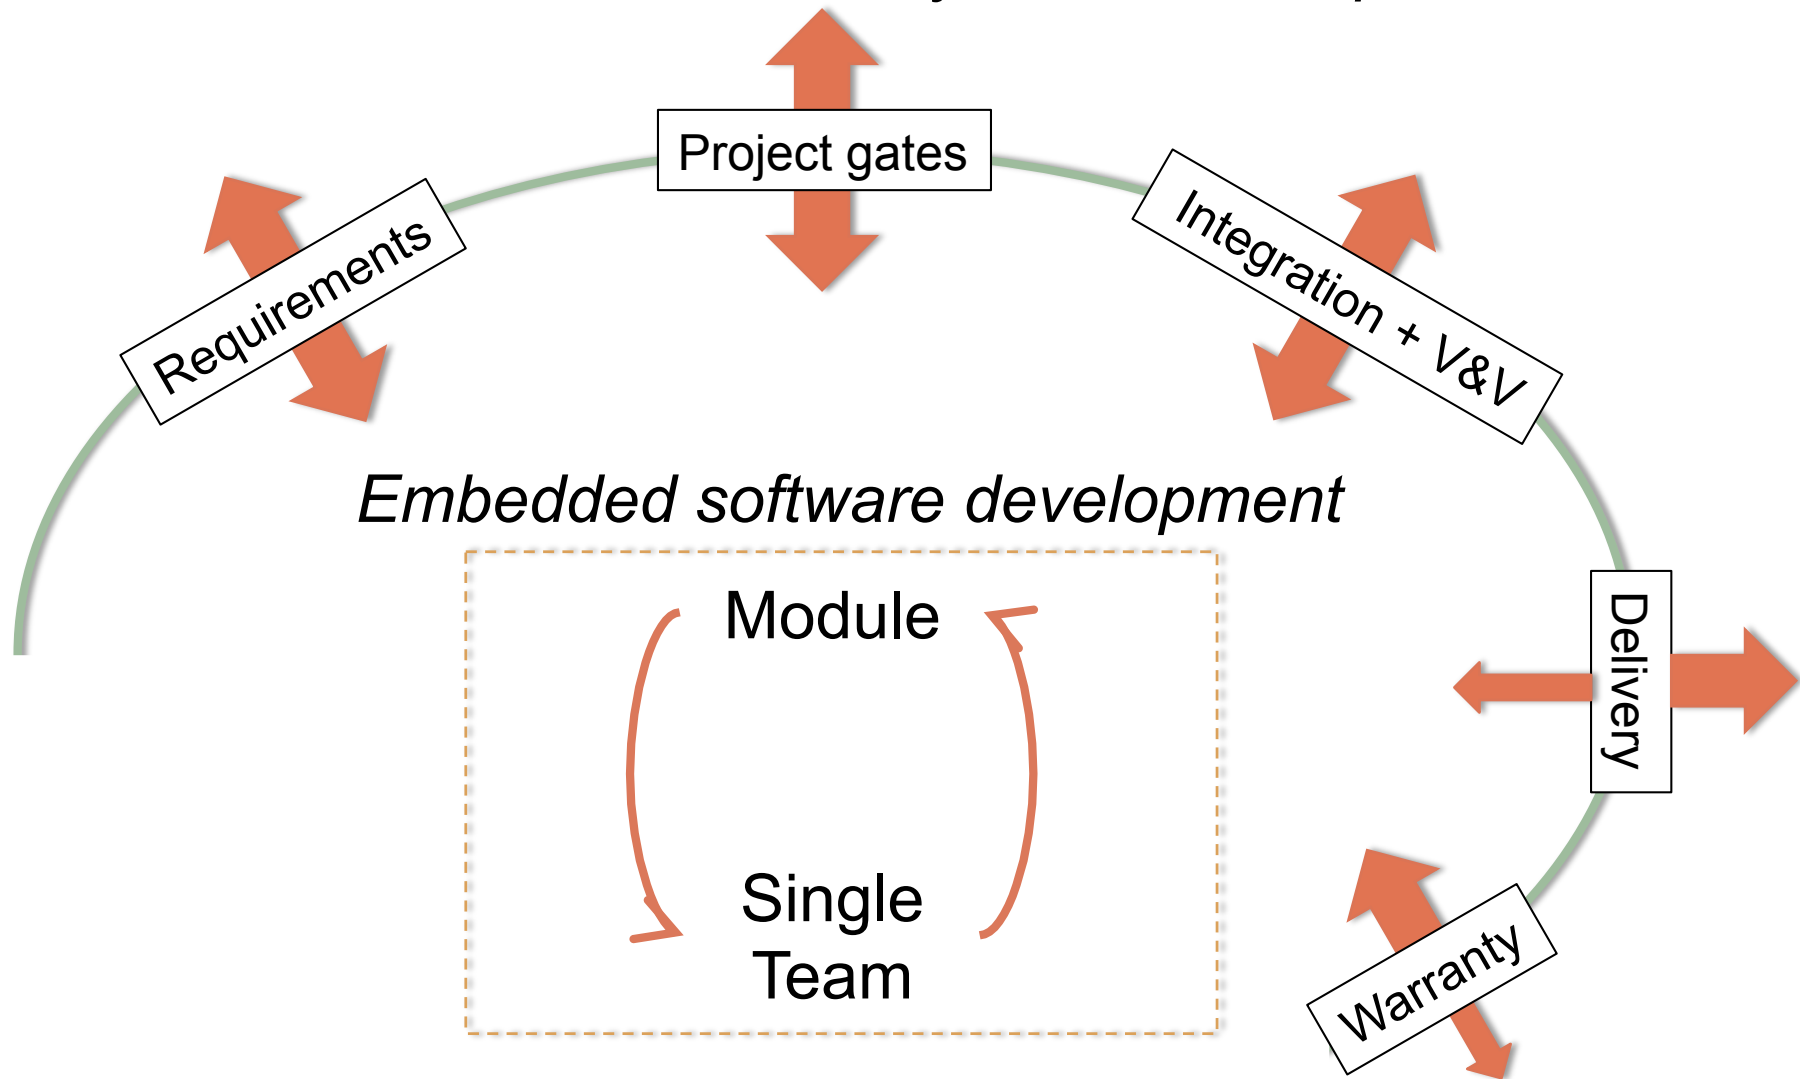 Project gates
Requirements
Integration + V&V
Embedded software development
Module
Delivery
Single
Team
Warranty